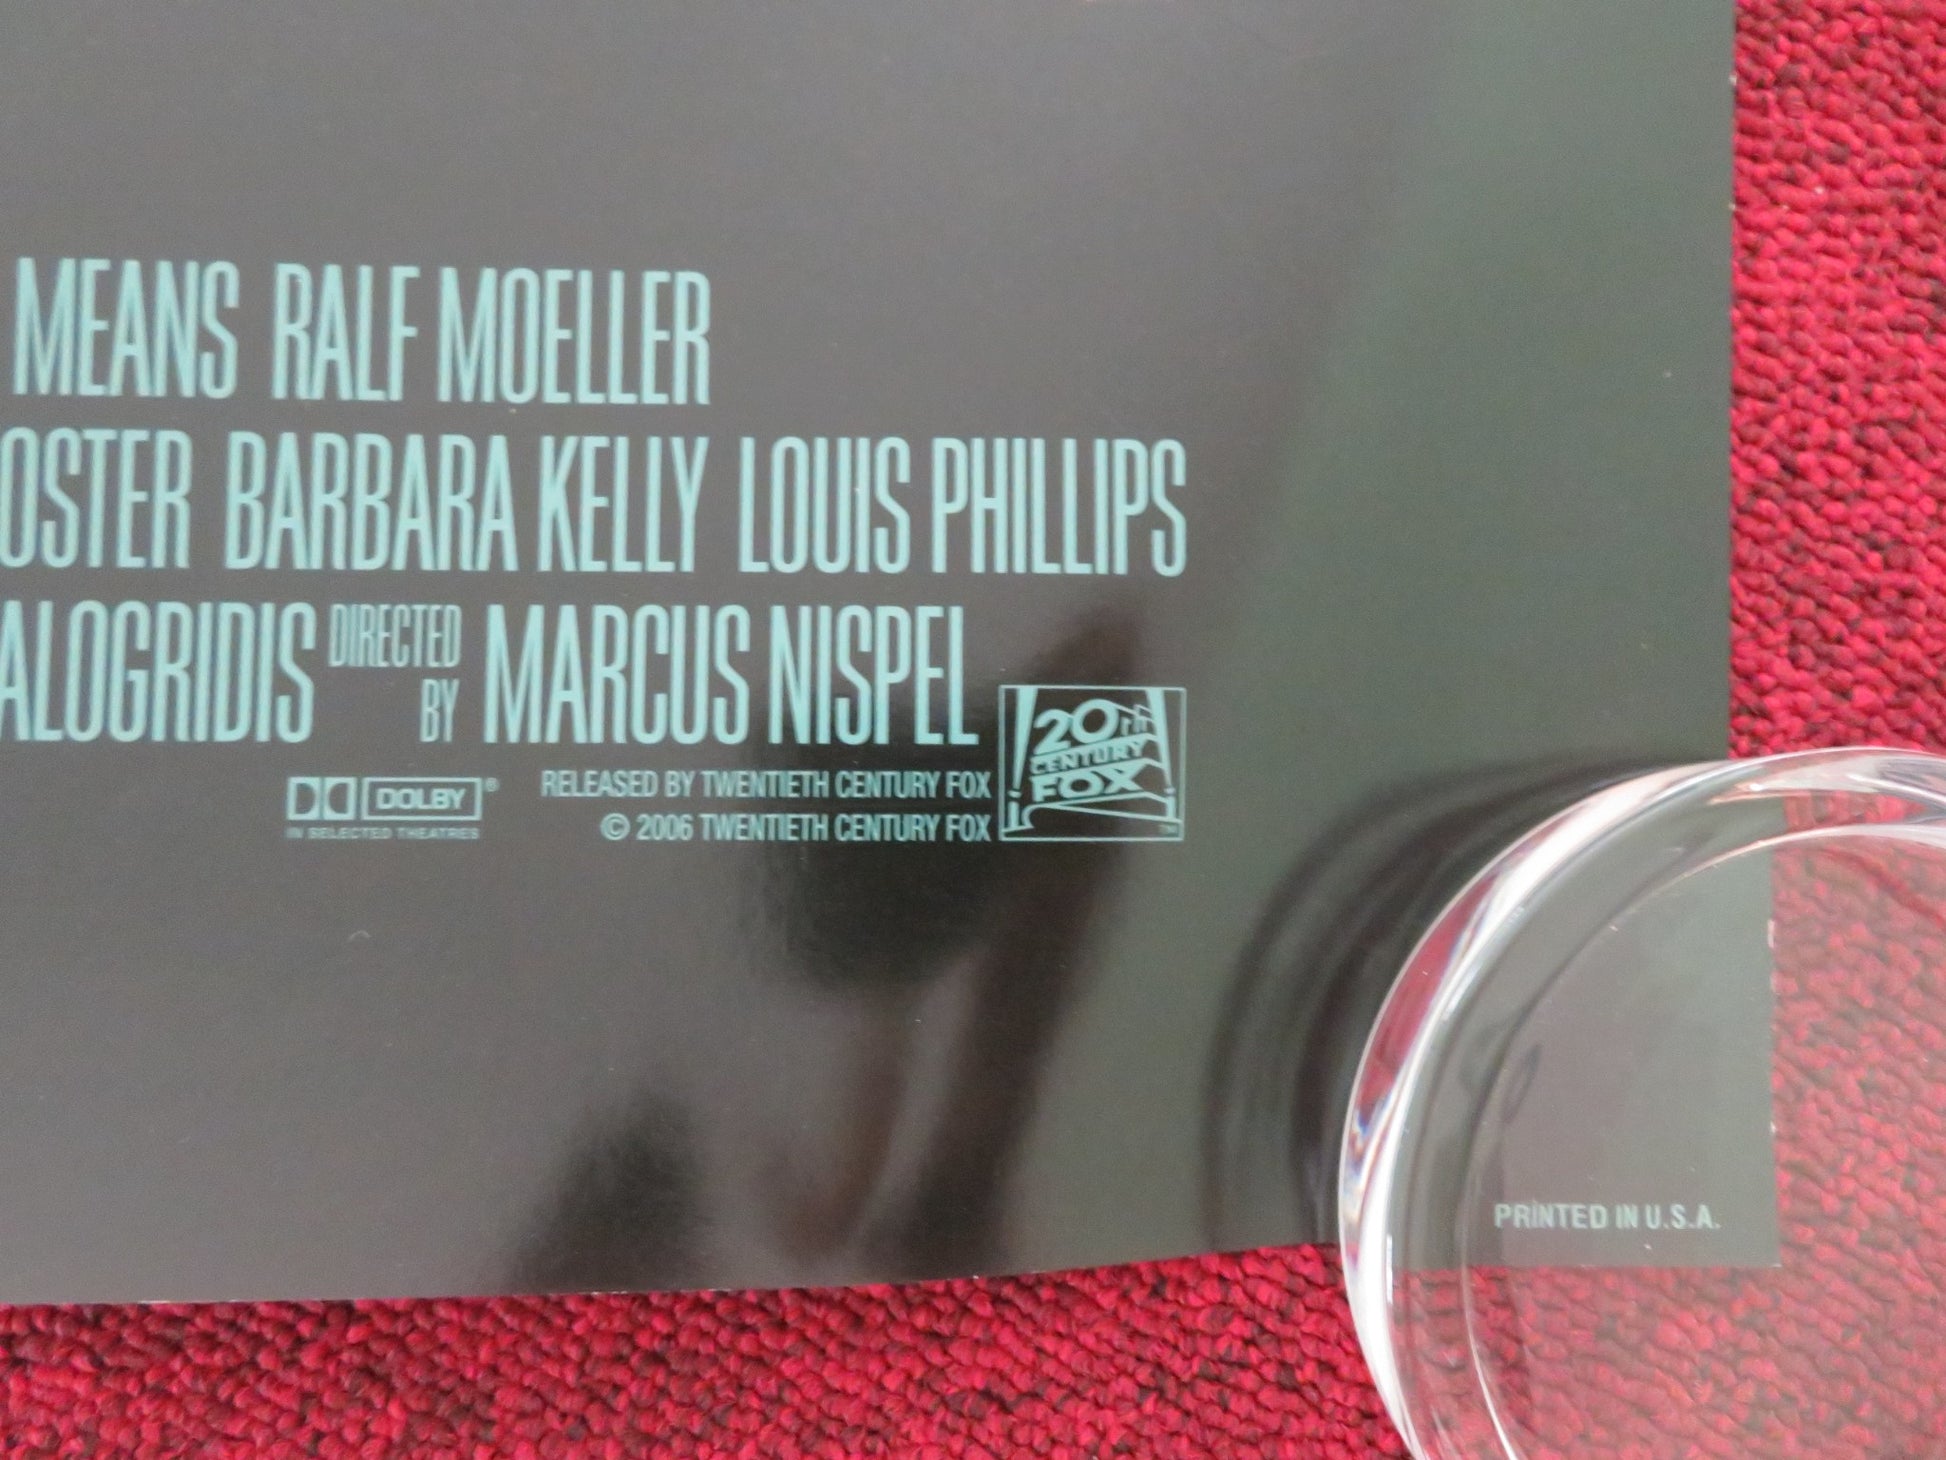 MEANS RALF MOELLER
OSTER BARBARA KELLY LOUIS PHILLIPS
ALOGRIDIS DIRECTED BY MARCUS NISPEL
DOLBY ®
IN SELECTED THEATRES
RELEASED BY TWENTIETH CENTURY FOX
© 2006 TWENTIETH CENTURY FOX
20th
CENTURY
FOX
TM
PRINTED IN U.S.A.